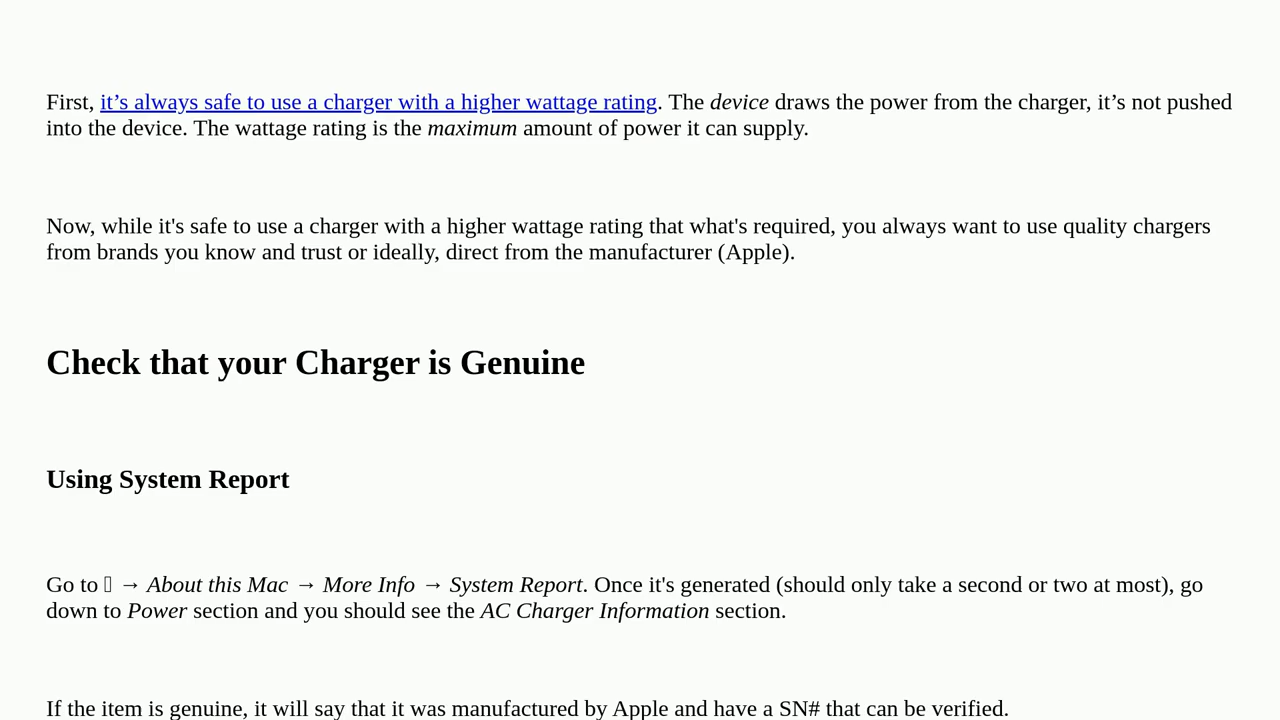 First, it’s always safe to use a charger with a higher wattage rating. The device draws the power from the charger, it’s not pushed
into the device. The wattage rating is the maximum amount of power it can supply.
Now, while it's safe to use a charger with a higher wattage rating that what's required, you always want to use quality chargers
from brands you know and trust or ideally, direct from the manufacturer (Apple).
Check that your Charger is Genuine
Using System Report
Go to  → About this Mac → More Info → System Report. Once it's generated (should only take a second or two at most), go
down to Power section and you should see the AC Charger Information section.
If the item is genuine, it will say that it was manufactured by Apple and have a SN# that can be verified.